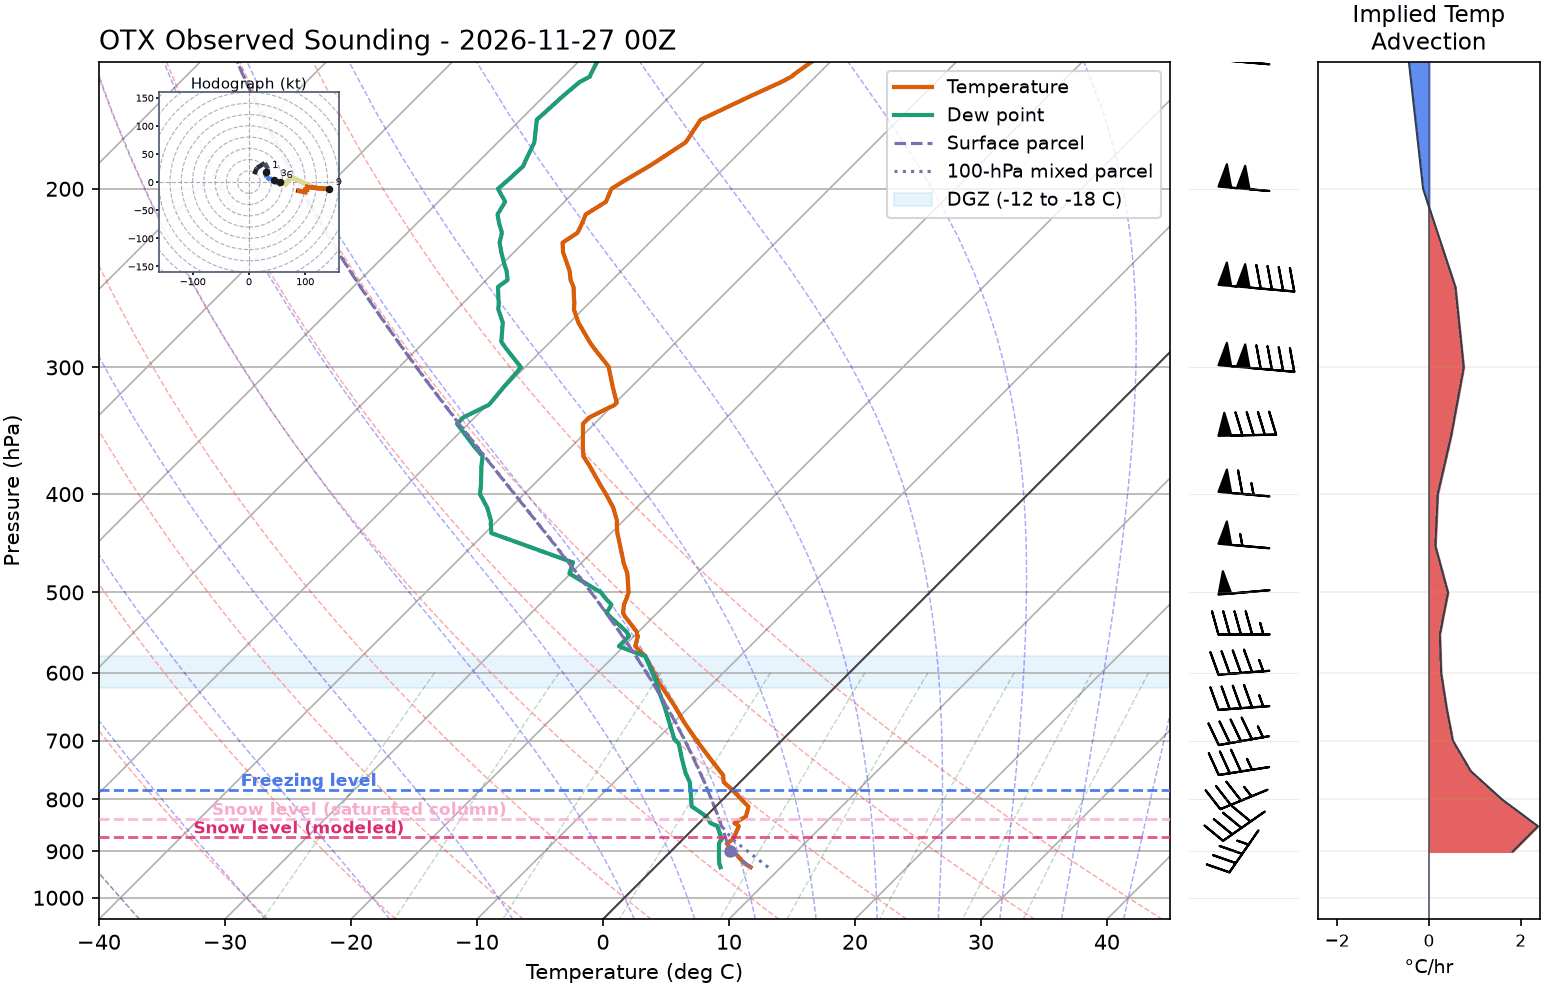 OTX Observed Sounding - 2026-11-27 00Z
Implied Temp
Advection
Hodograph (kt)
150
100
50
0
−50
−100
−150
−100
0
100
1
3
6
9
Temperature
Dew point
Surface parcel
100-hPa mixed parcel
DGZ (-12 to -18 C)
Pressure (hPa)
200
300
400
500
600
700
800
900
1000
Freezing level
Snow level (saturated column)
Snow level (modeled)
−40
−30
−20
−10
0
10
20
30
40
Temperature (deg C)
−2
0
2
°C/hr